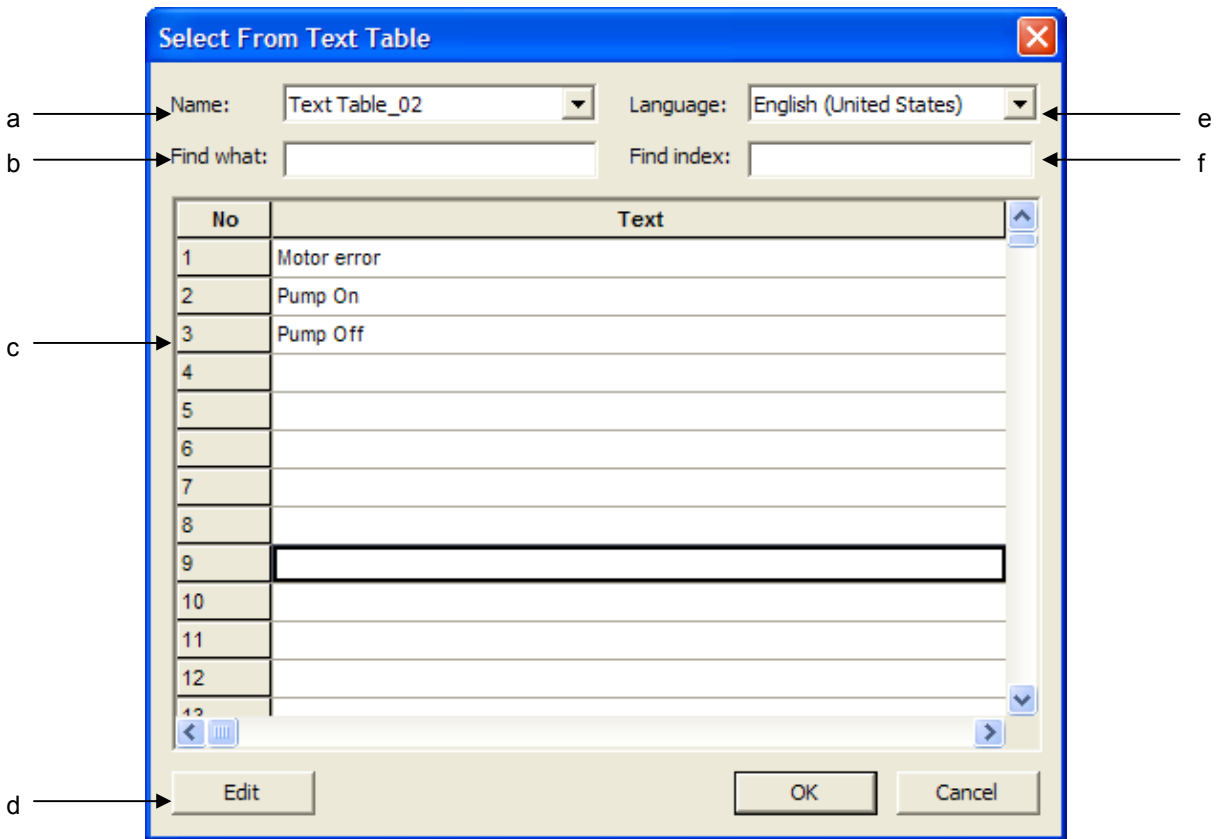 Select From Text Table
a Name: Text Table_02 Language: English (United States) e
b Find what: Find index: f
No Text
1 Motor error
2 Pump On
c 3 Pump Off
4
5
6
7
8
9
10
11
12
13
d Edit OK Cancel